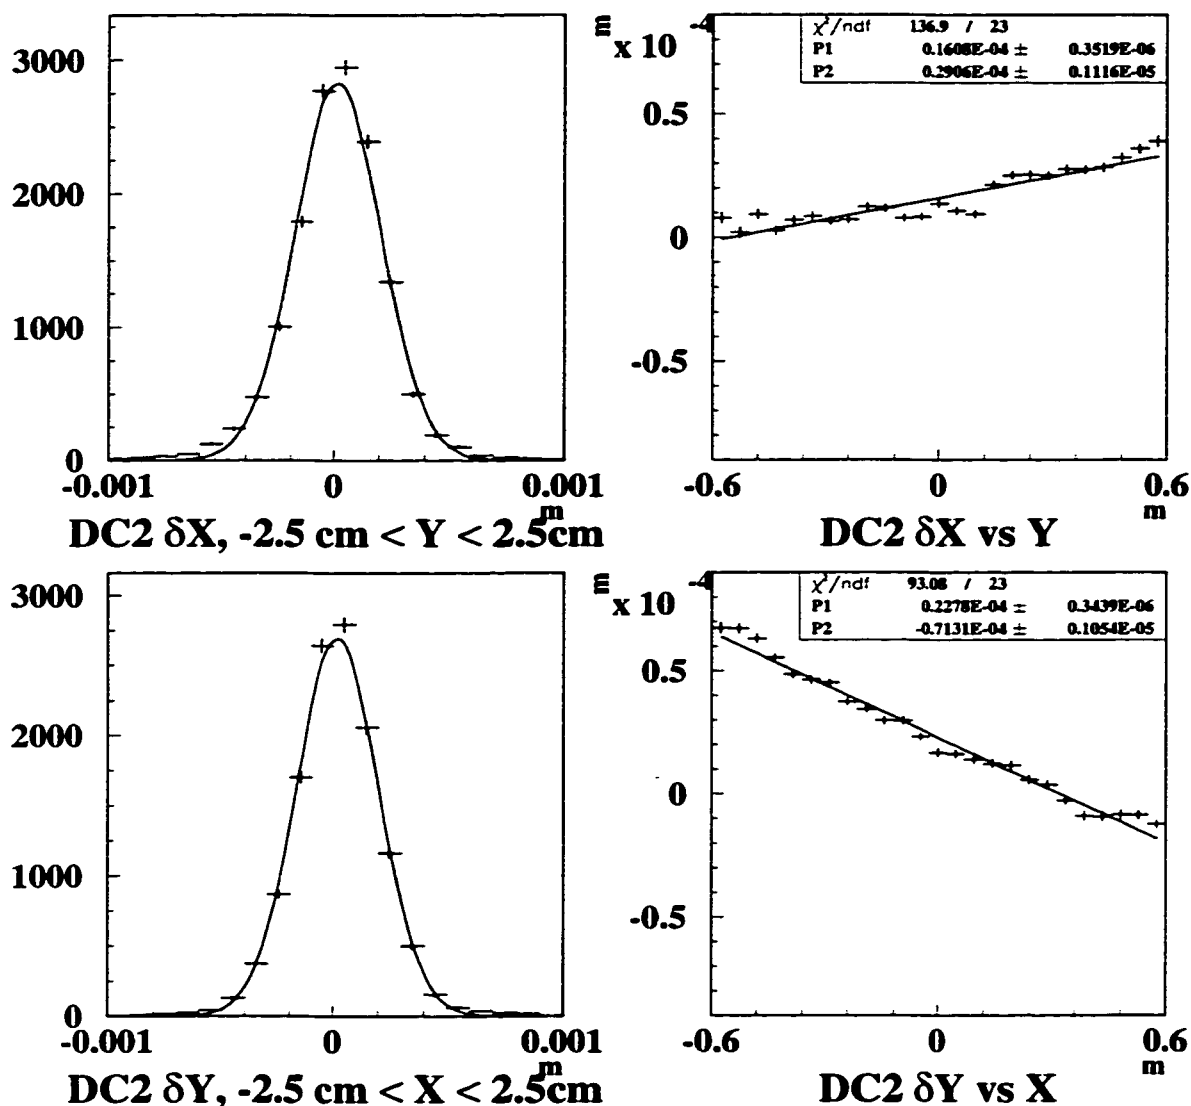 3000
2000
1000
0
-0.001 0 0.001
m
DC2 δX, -2.5 cm < Y < 2.5cm
m x 10 -4
χ²/ndf 136.9 / 23
P1 0.1608E-04 ± 0.3519E-06
P2 0.2906E-04 ± 0.1116E-05
0.5
0
-0.5
-0.6 0 0.6
m
DC2 δX vs Y
3000
2000
1000
0
-0.001 0 0.001
m
DC2 δY, -2.5 cm < X < 2.5cm
m x 10 -4
χ²/ndf 93.08 / 23
P1 0.2278E-04 ± 0.3439E-06
P2 -0.7131E-04 ± 0.1054E-05
0.5
0
-0.5
-0.6 0 0.6
m
DC2 δY vs X